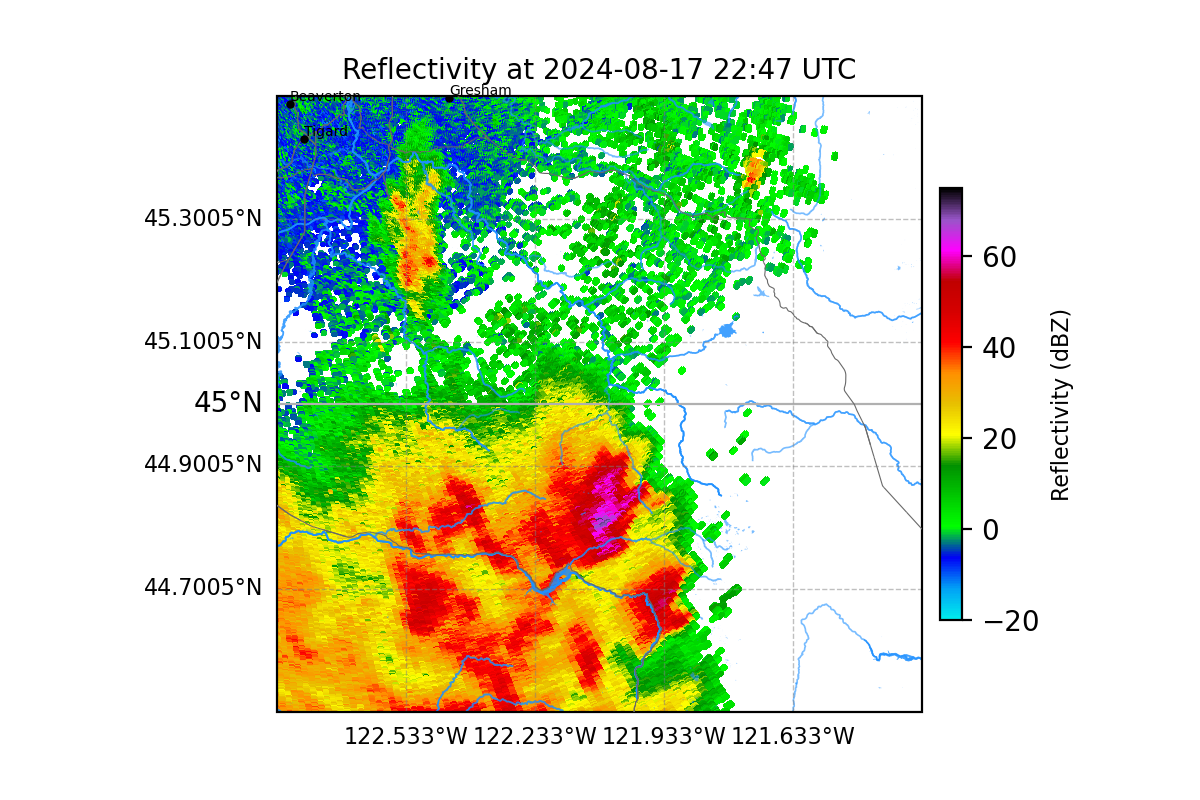 Reflectivity at 2024-08-17 22:47 UTC
Gresham
Beaverton
Tigard
45.3005°N
45.1005°N
45°N
44.9005°N
44.7005°N
122.533°W 122.233°W 121.933°W 121.633°W
60
40
20
0
−20
Reflectivity (dBZ)